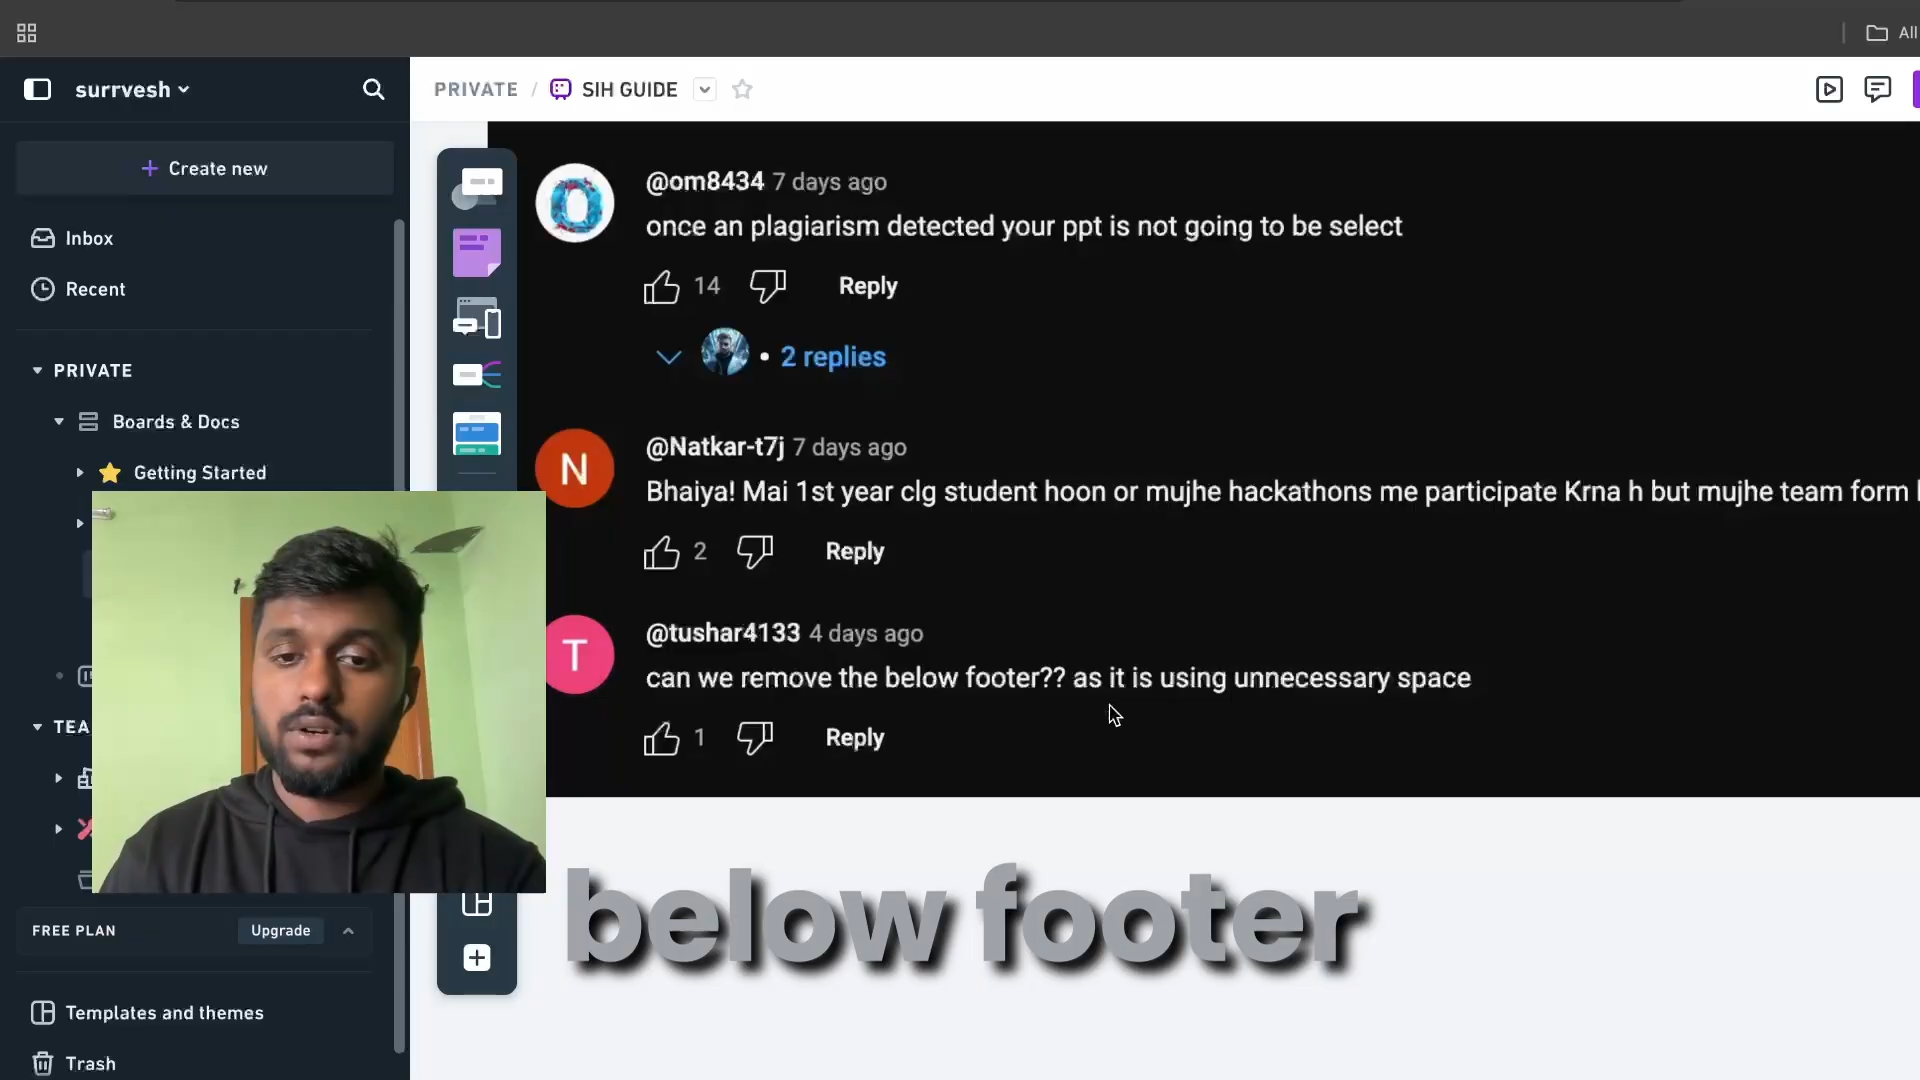 All
surrvesh
PRIVATE / SIH GUIDE
+ Create new
Inbox
Recent
PRIVATE
Boards & Docs
Getting Started
TEA
FREE PLAN
Upgrade
Templates and themes
Trash
@om8434 7 days ago
once an plagiarism detected your ppt is not going to be select
14 Reply
• 2 replies
N
@Natkar-t7j 7 days ago
Bhaiya! Mai 1st year clg student hoon or mujhe hackathons me participate Krna h but mujhe team form
2 Reply
T
@tushar4133 4 days ago
can we remove the below footer?? as it is using unnecessary space
1 Reply
below footer